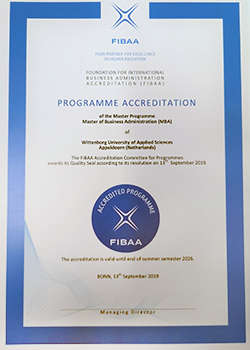 FIBAA
YOUR PARTNER FOR EXCELLENCE
IN HIGHER EDUCATION
FOUNDATION FOR INTERNATIONAL
BUSINESS ADMINISTRATION
ACCREDITATION (FIBAA)
PROGRAMME ACCREDITATION
of the Master Programme
Master of Business Administration (MBA)
of
Wittenborg University of Applied Sciences
Appeldoorn (Netherlands)
The FIBAA Accreditation Committee for Programmes
awards its Quality Seal according to its resolution on 13th September 2019.
ACCREDITED PROGRAMME
FIBAA
The accreditation is valid until end of summer semester 2026.
BONN, 13th September 2019
Managing Director